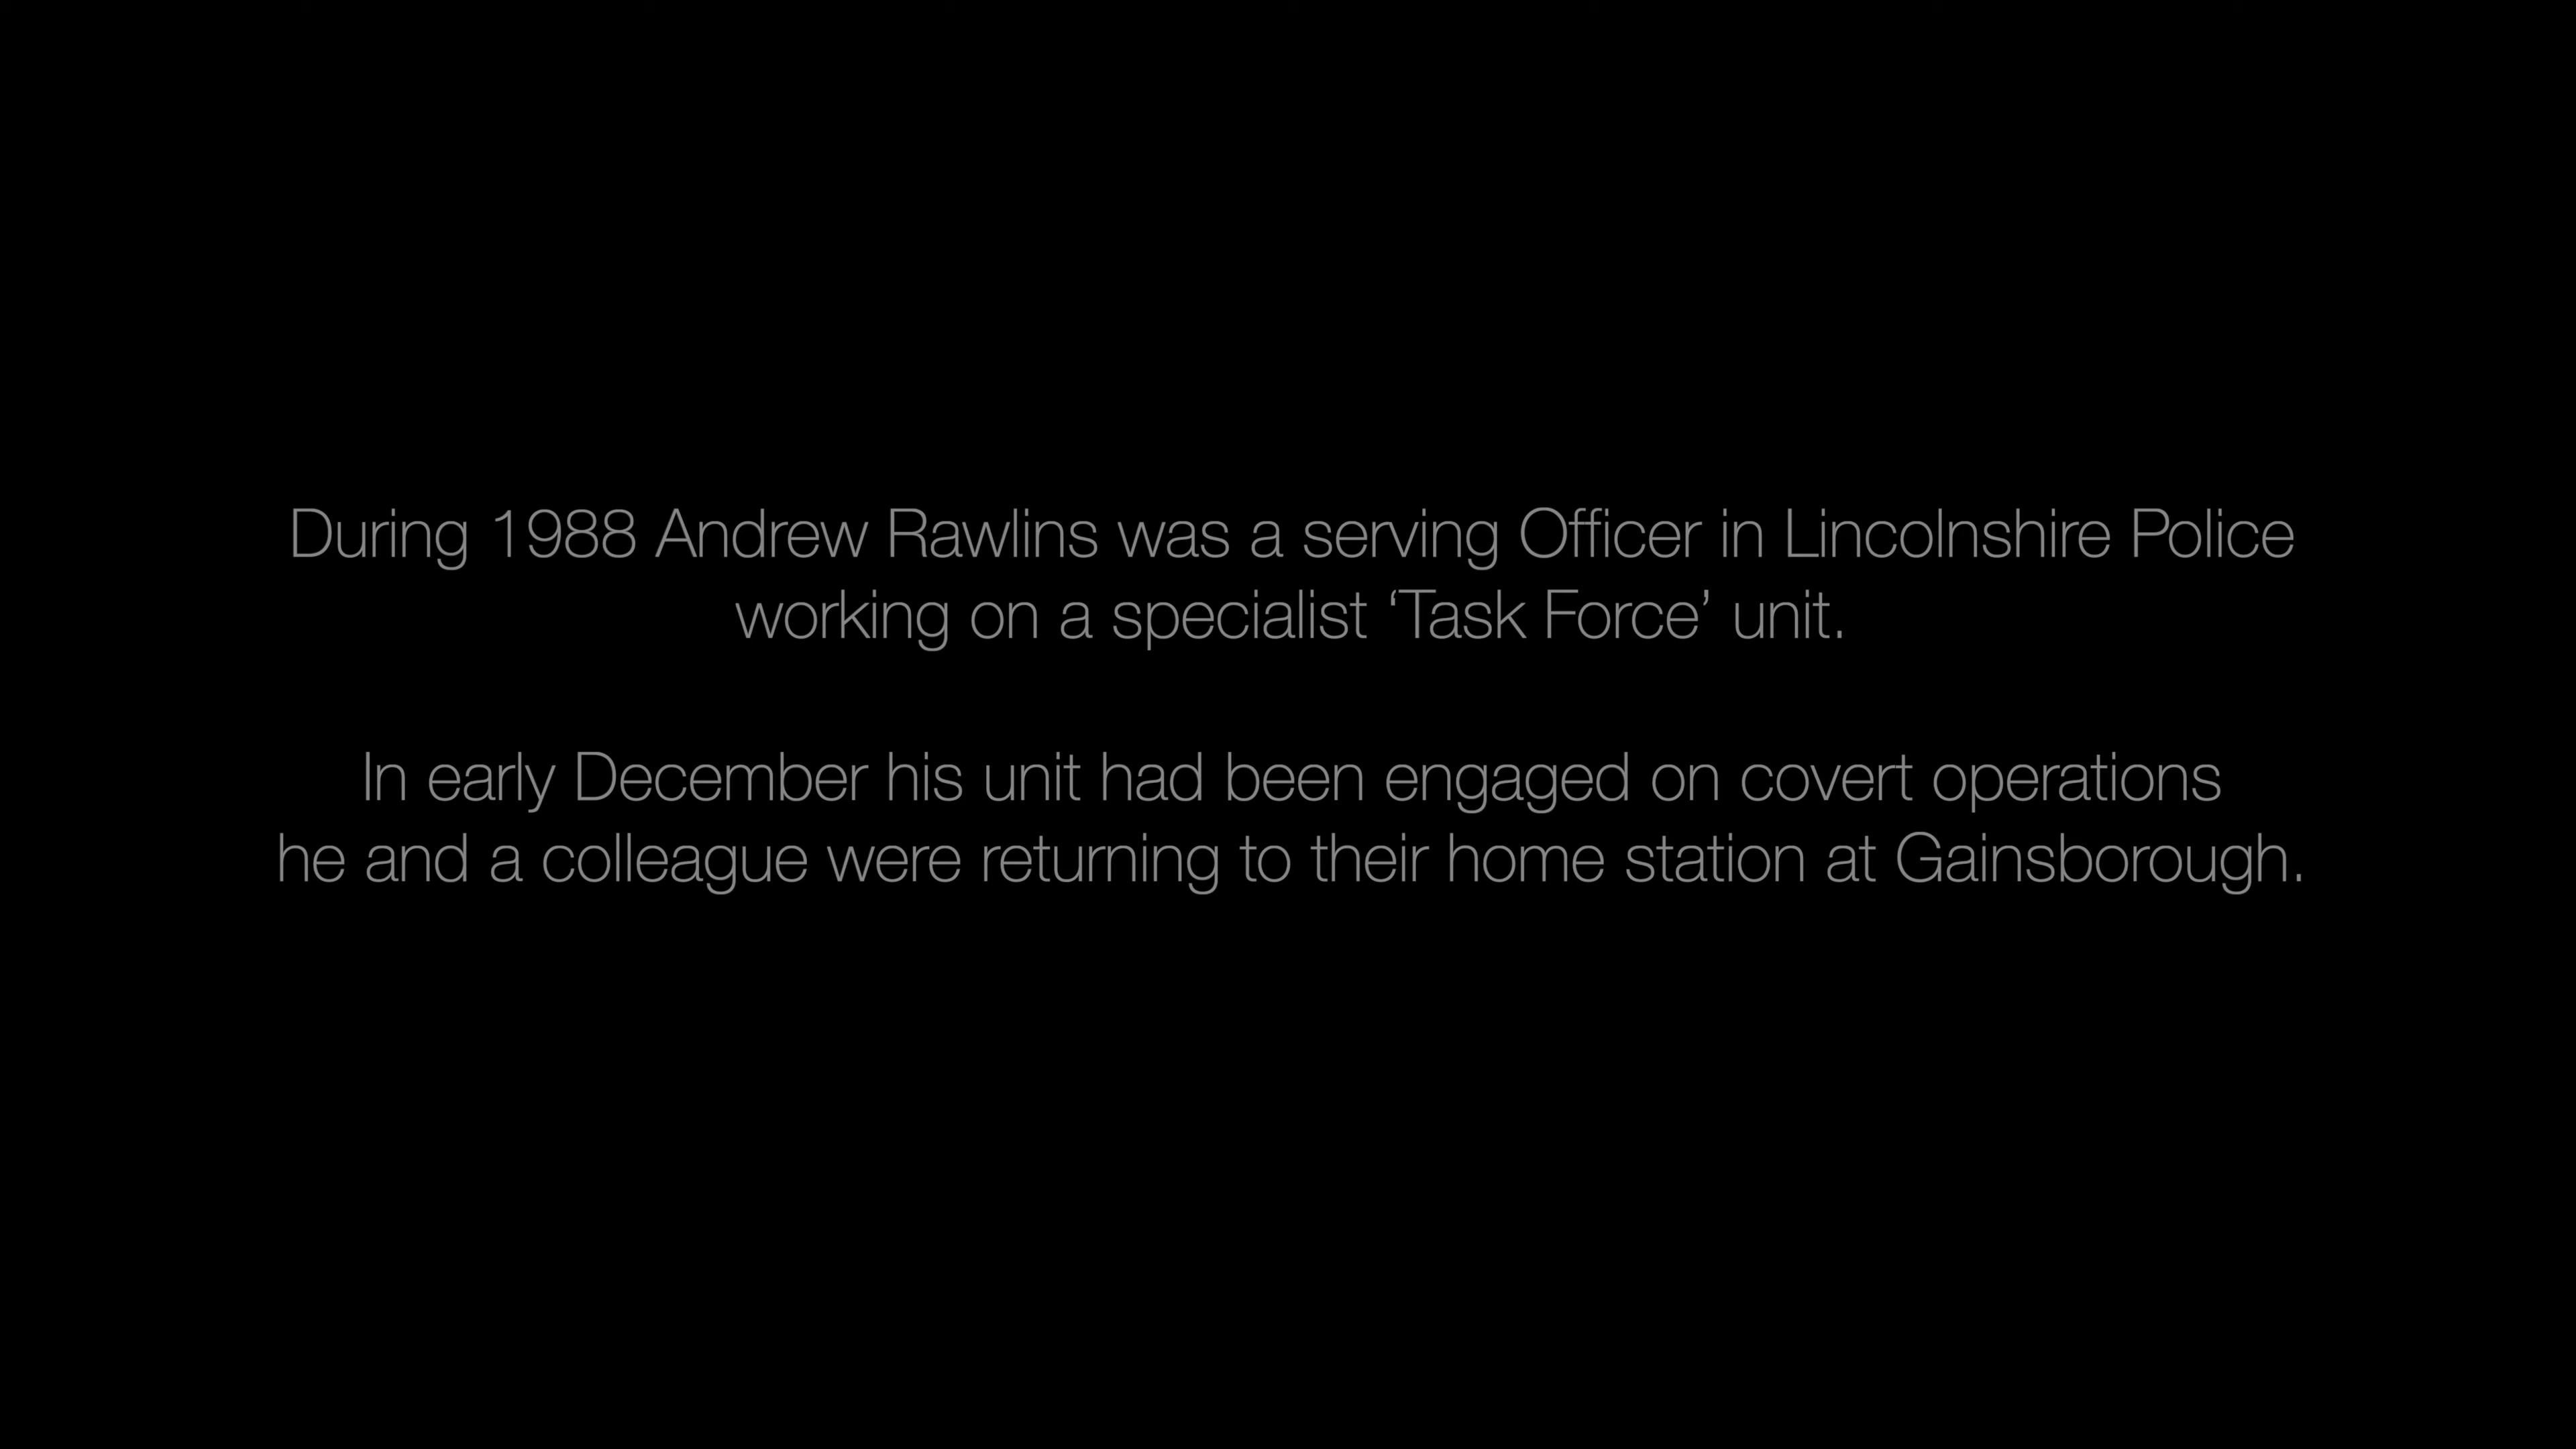 During 1988 Andrew Rawlins was a serving Officer in Lincolnshire Police
working on a specialist ‘Task Force’ unit.
In early December his unit had been engaged on covert operations
he and a colleague were returning to their home station at Gainsborough.